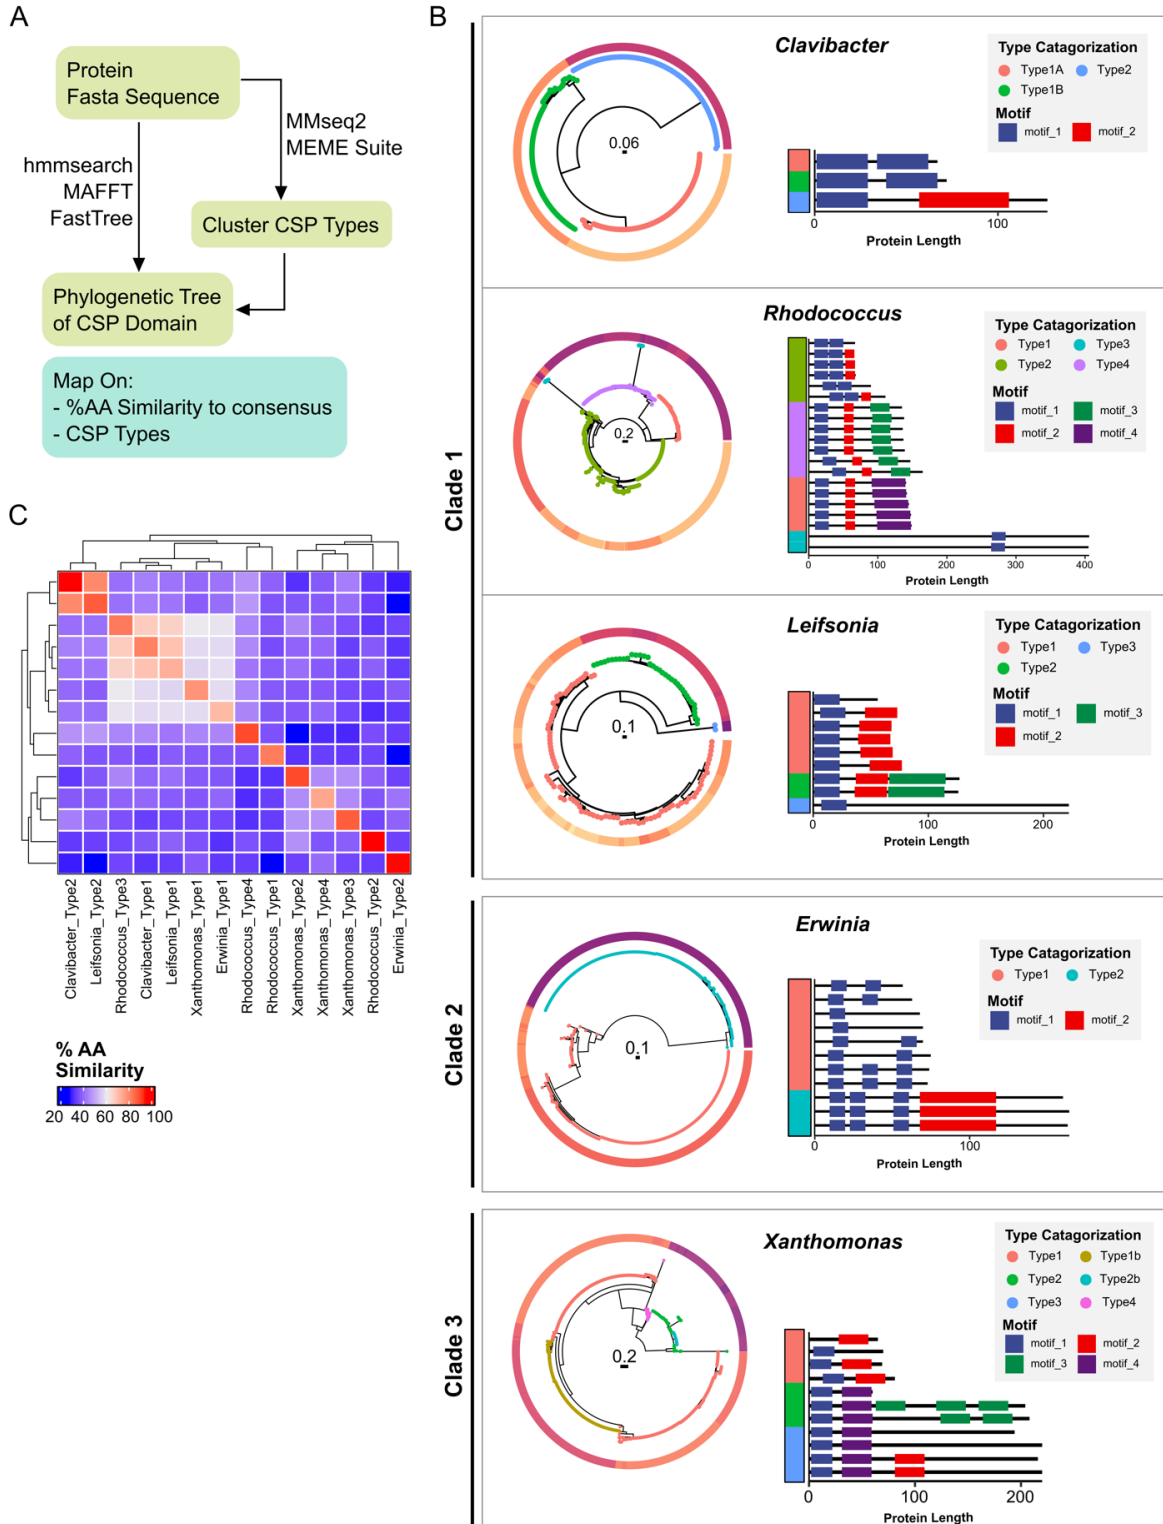 A
Protein
Fasta Sequence
MMseq2
MEME Suite
hmmsearch
MAFFT
FastTree
Cluster CSP Types
Phylogenetic Tree
of CSP Domain
Map On:
- %AA Similarity to consensus
- CSP Types
B
Clade 1
Clavibacter
0.06
Type Catagorization
Type1A
Type2
Type1B
Motif
motif_1
motif_2
0
100
Protein Length
Rhodococcus
0.2
Type Catagorization
Type1
Type3
Type2
Type4
Motif
motif_1
motif_3
motif_2
motif_4
0
100
200
300
400
Protein Length
Leifsonia
0.1
Type Catagorization
Type1
Type3
Type2
Motif
motif_1
motif_3
motif_2
0
100
200
Protein Length
Clade 2
Erwinia
0.1
Type Catagorization
Type1
Type2
Motif
motif_1
motif_2
0
100
Protein Length
Clade 3
Xanthomonas
0.2
Type Catagorization
Type1
Type1b
Type2
Type2b
Type3
Type4
Motif
motif_1
motif_2
motif_3
motif_4
0
100
200
Protein Length
C
Clavibacter_Type2
Leifsonia_Type2
Rhodococcus_Type3
Clavibacter_Type1
Leifsonia_Type1
Xanthomonas_Type1
Erwinia_Type1
Rhodococcus_Type4
Rhodococcus_Type1
Xanthomonas_Type2
Xanthomonas_Type4
Xanthomonas_Type3
Rhodococcus_Type2
Erwinia_Type2
% AA
Similarity
20 40 60 80 100